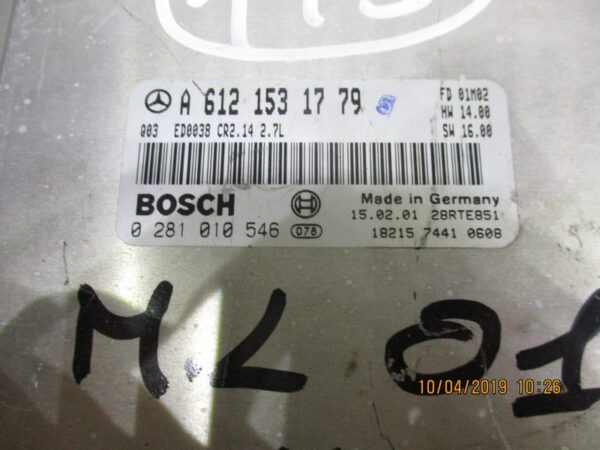 A 612 153 17 79
FD 01M02
HW 14.00
Q03 ED0038 CR2.14 2.7L
SW 16.00
BOSCH
Made in Germany
15.02.01 28RTE851
0 281 010 546 078
18215 7441 0608
M.L 01
10/04/2019 10:26